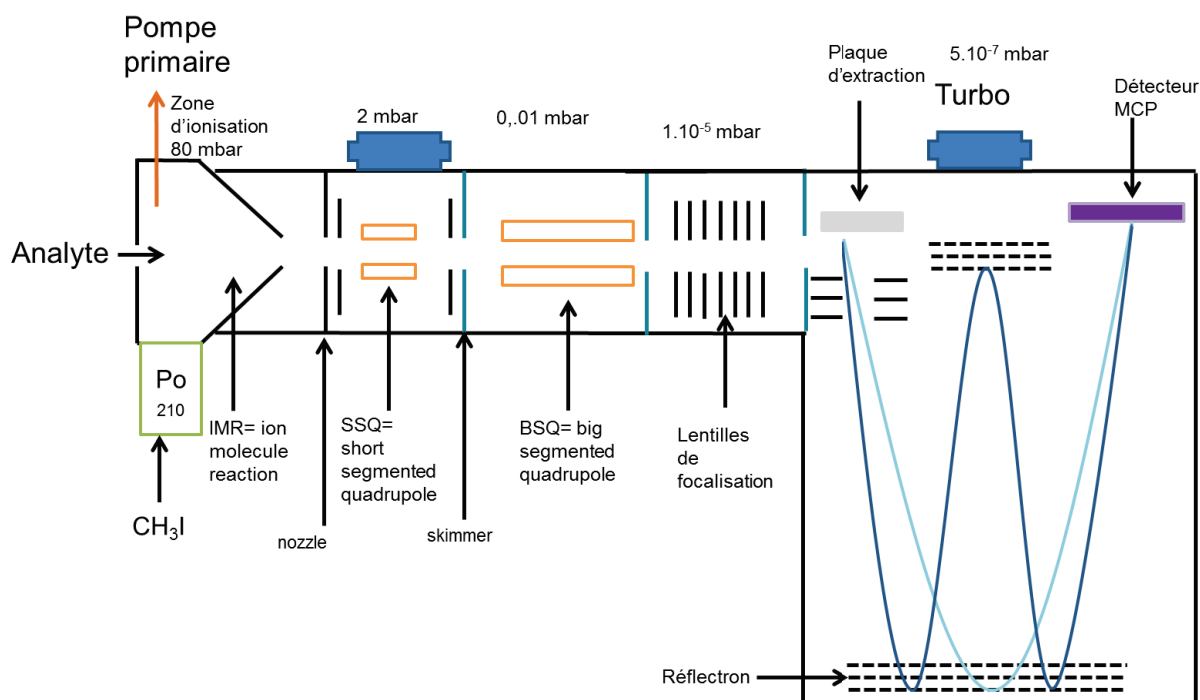 Pompe
primaire
Zone
d'ionisation
80 mbar
2 mbar
0,.01 mbar
1.10-5 mbar
Plaque
d'extraction
5.10-7 mbar
Turbo
Détecteur
MCP
Analyte
Po
210
CH3I
IMR= ion
molecule
reaction
nozzle
SSQ=
short
segmented
quadrupole
skimmer
BSQ= big
segmented
quadrupole
Lentilles
de
focalisation
Réflectron